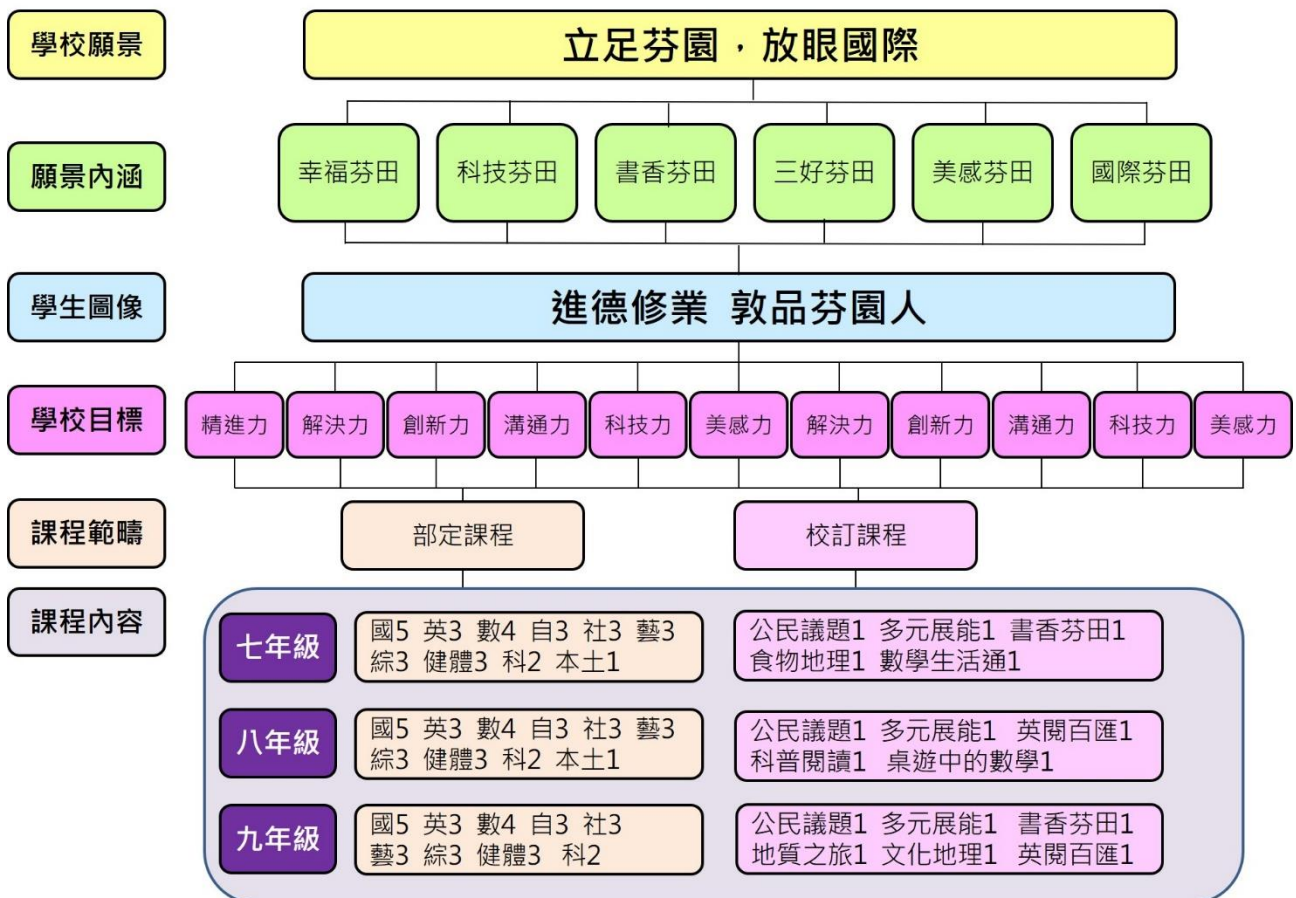 學校願景
立足芬園，放眼國際
願景內涵
幸福芬田
科技芬田
書香芬田
三好芬田
美感芬田
國際芬田
學生圖像
進德修業 敦品芬園人
學校目標
精進力
解決力
創新力
溝通力
科技力
美感力
解決力
創新力
溝通力
科技力
美感力
課程範疇
部定課程
校訂課程
課程內容
七年級
國5 英3 數4 自3 社3 藝3
綜3 健體3 科2 本土1
公民議題1 多元展能1 書香芬田1
食物地理1 數學生活通1
八年級
國5 英3 數4 自3 社3 藝3
綜3 健體3 科2 本土1
公民議題1 多元展能1 英閱百匯1
科普閱讀1 桌遊中的數學1
九年級
國5 英3 數4 自3 社3
藝3 綜3 健體3 科2
公民議題1 多元展能1 書香芬田1
地質之旅1 文化地理1 英閱百匯1